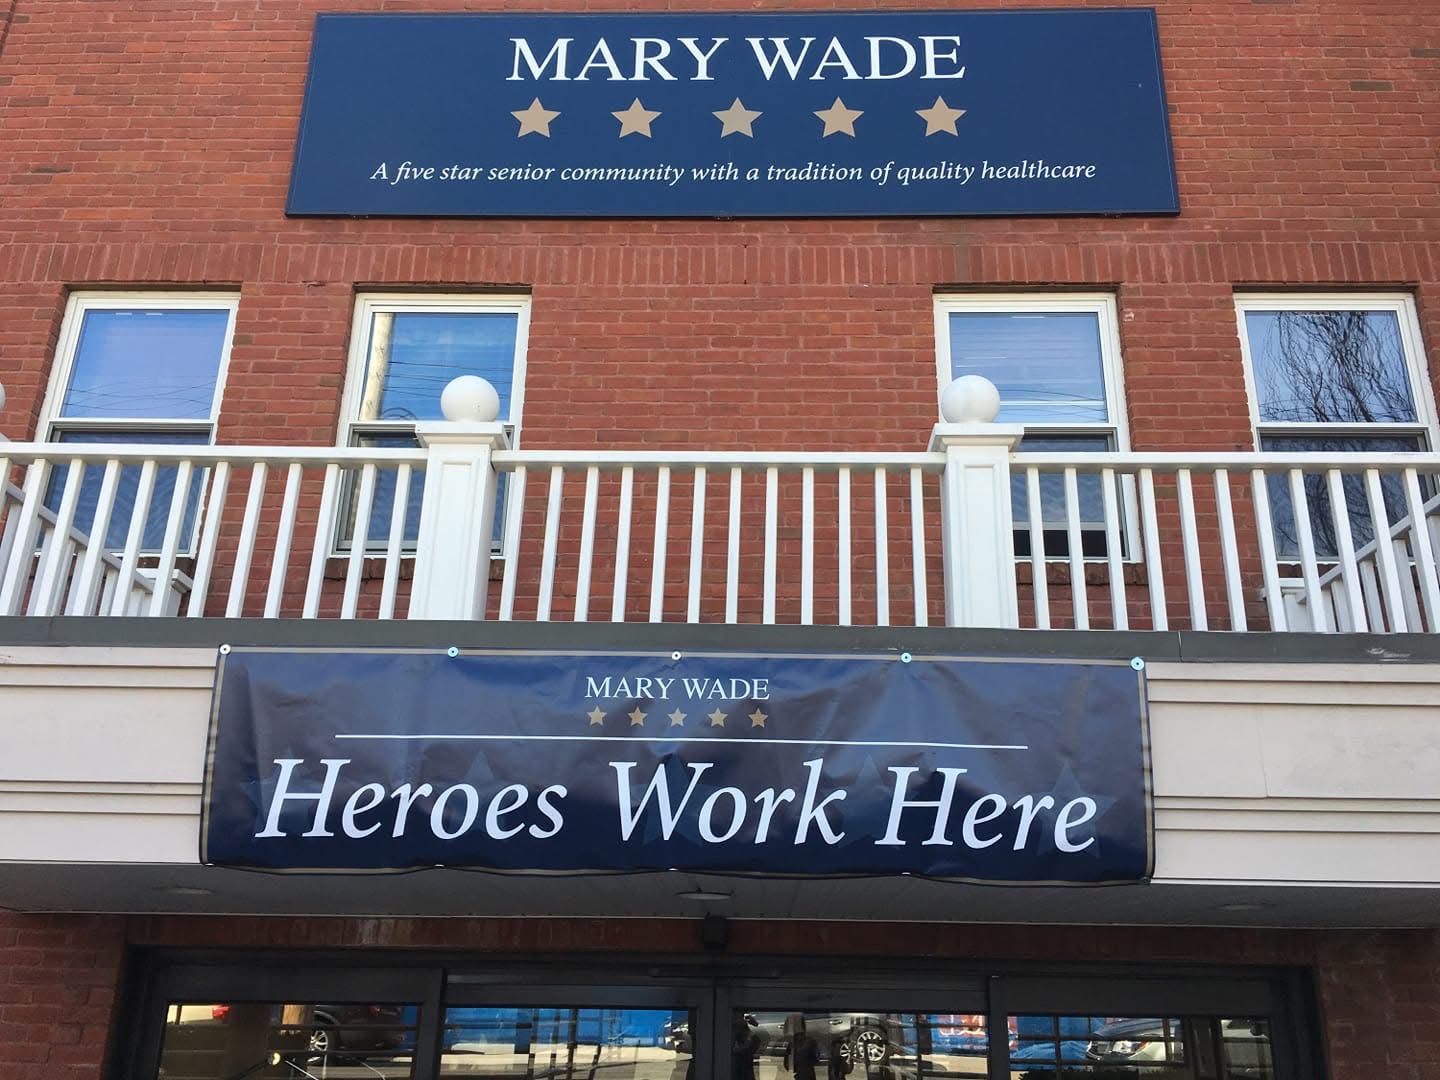 MARY WADE
A five star senior community with a tradition of quality healthcare
MARY WADE
Heroes Work Here